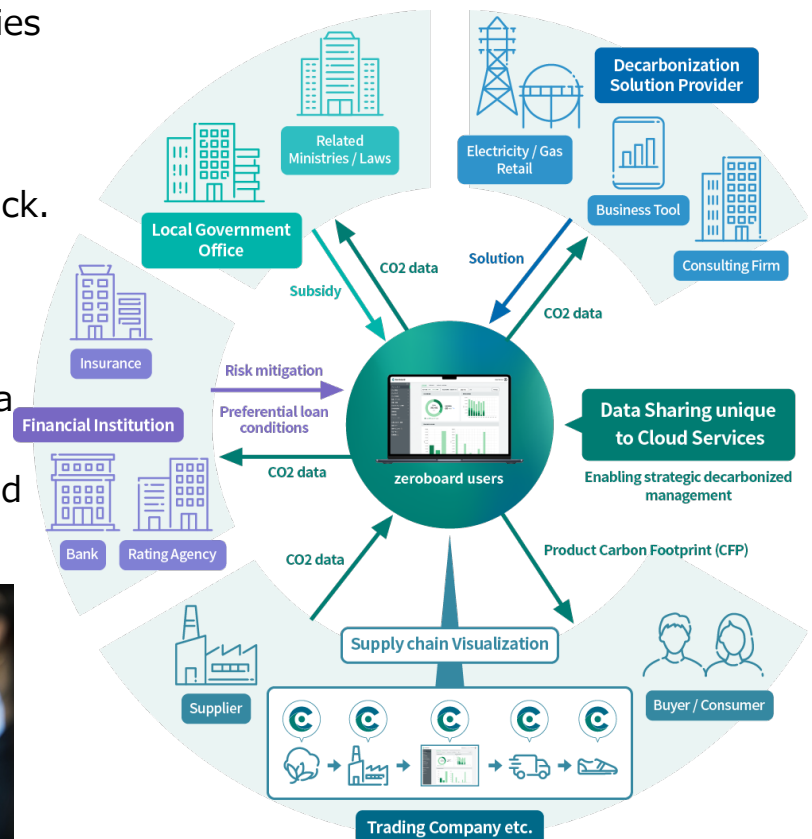 ies
ck.
a
d
Related
Ministries / Laws
Local Government
Office
Decarbonization
Solution Provider
Electricity / Gas
Retail
Business Tool
Consulting Firm
CO2 data
Subsidy
Solution
CO2 data
Insurance
Financial Institution
Bank
Rating Agency
Risk mitigation
Preferential loan
conditions
CO2 data
zeroboard users
Data Sharing unique
to Cloud Services
Enabling strategic decarbonized
management
CO2 data
Product Carbon Footprint (CFP)
Supply chain Visualization
Supplier
Buyer / Consumer
Trading Company etc.